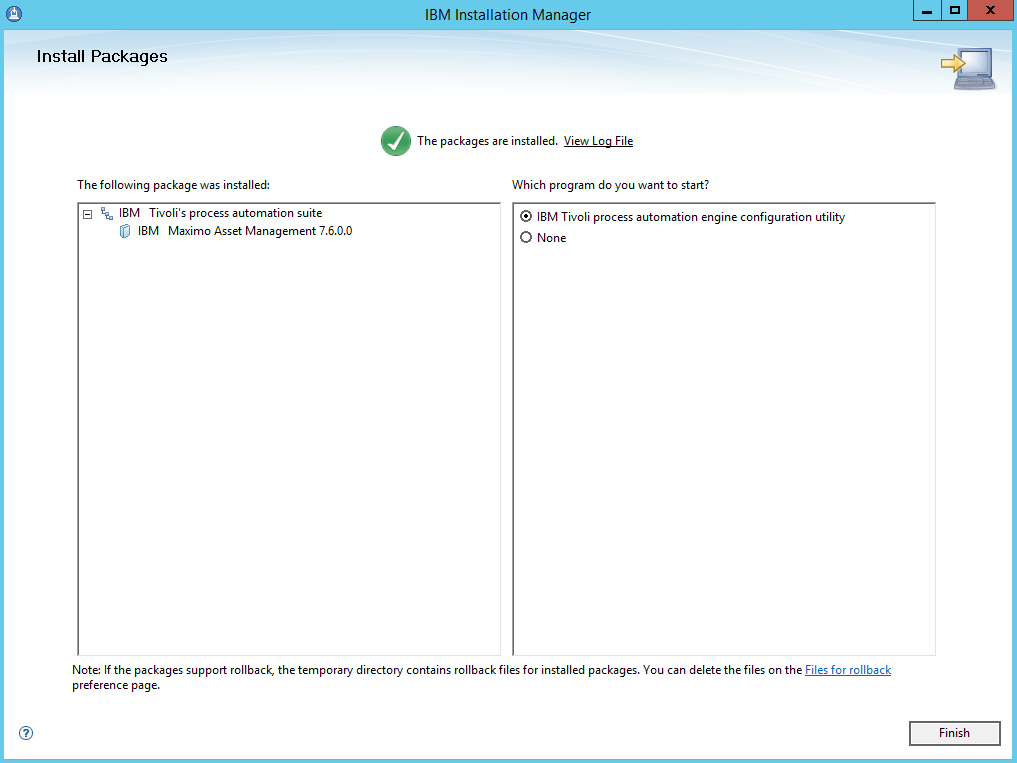 IBM Installation Manager
Install Packages
The packages are installed. View Log File
The following package was installed:
Which program do you want to start?
IBM Tivoli's process automation suite
IBM Maximo Asset Management 7.6.0.0
IBM Tivoli process automation engine configuration utility
None
Note: If the packages support rollback, the temporary directory contains rollback files for installed packages. You can delete the files on the Files for rollback
preference page.
Finish